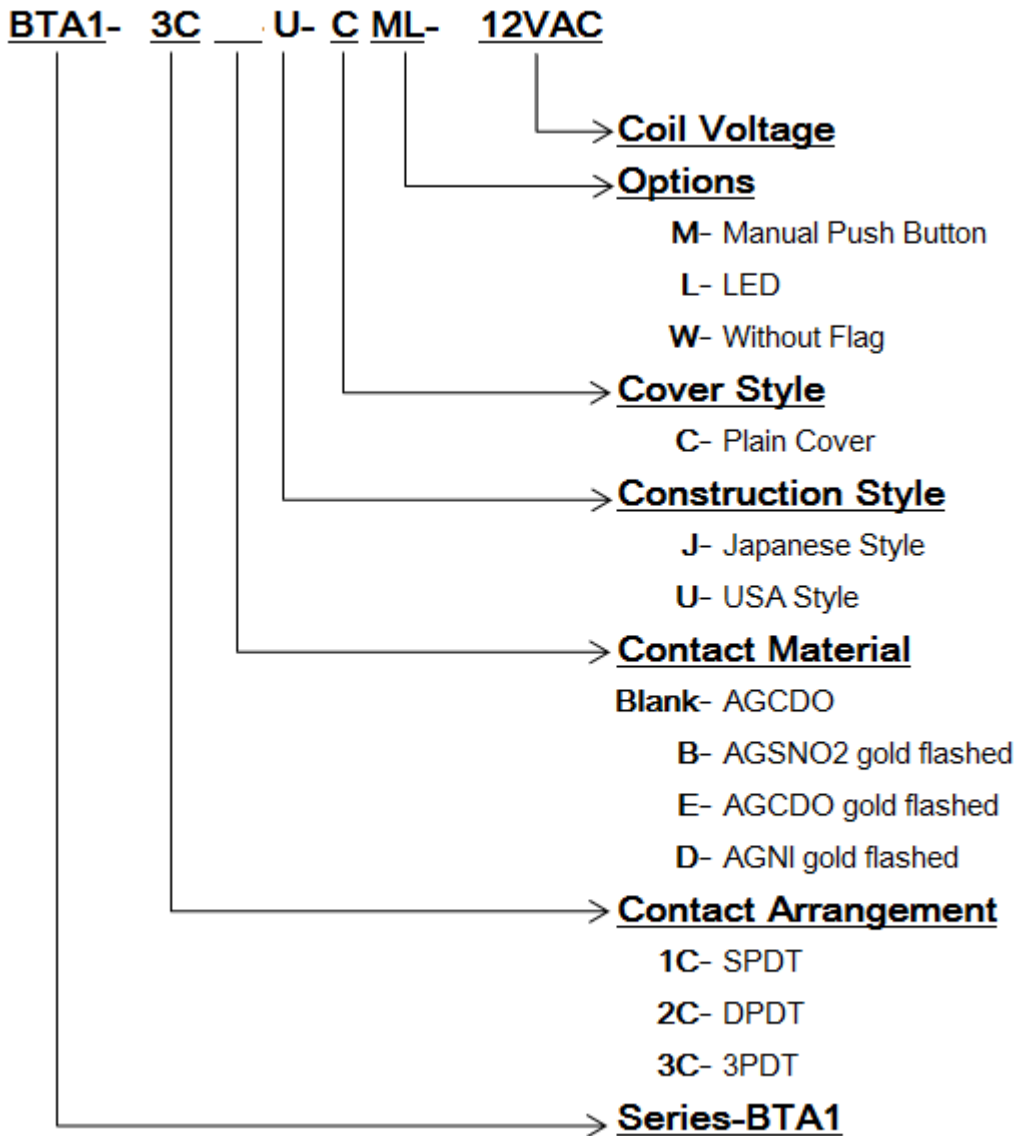 BTA1- 3C ___ U- C ML- 12VAC
Coil Voltage
Options
M- Manual Push Button
L- LED
W- Without Flag
Cover Style
C- Plain Cover
Construction Style
J- Japanese Style
U- USA Style
Contact Material
Blank- AGCDO
B- AGSNO2 gold flashed
E- AGCDO gold flashed
D- AGNI gold flashed
Contact Arrangement
1C- SPDT
2C- DPDT
3C- 3PDT
Series-BTA1